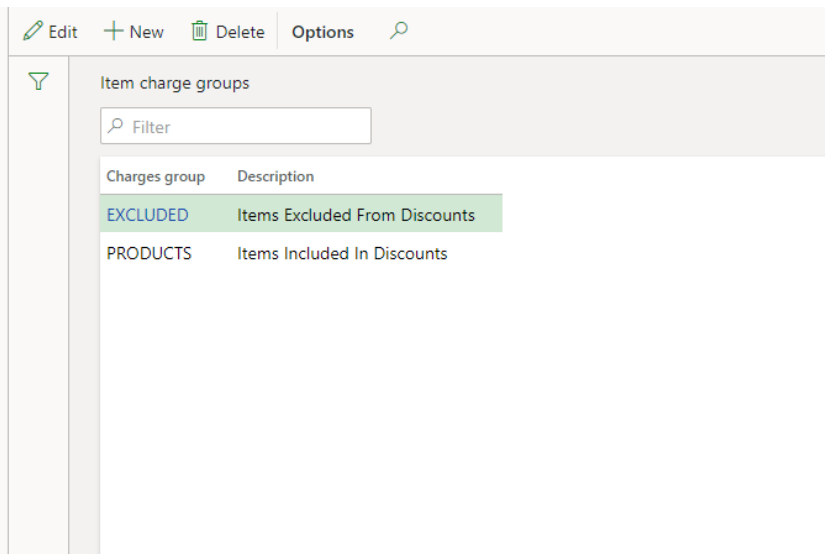 Edit New Delete Options
Item charge groups
Filter
Charges group Description
EXCLUDED Items Excluded From Discounts
PRODUCTS Items Included In Discounts